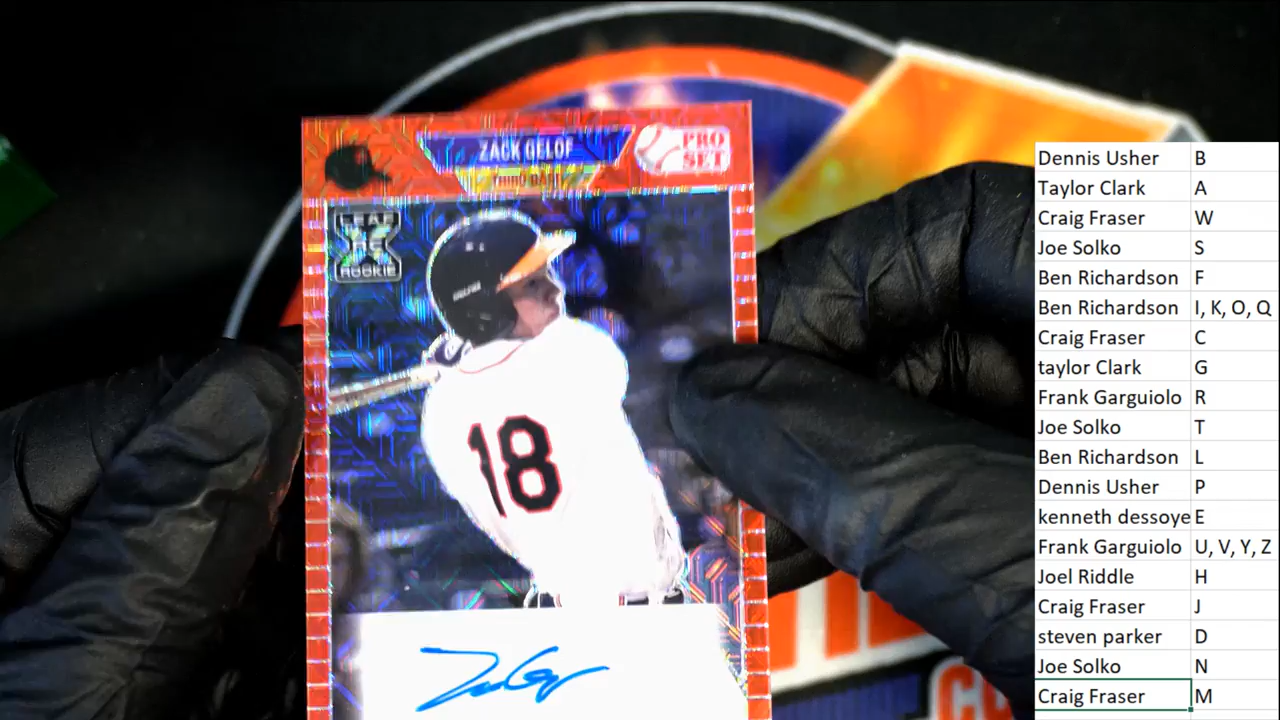 ZACK GELOF
THIRD BASE
PRO
SET
LEAF
RC
ROOKIE
18
Dennis Usher B
Taylor Clark A
Craig Fraser W
Joe Solko S
Ben Richardson F
Ben Richardson I, K, O, Q
Craig Fraser C
taylor Clark G
Frank Garguiolo R
Joe Solko T
Ben Richardson L
Dennis Usher P
kenneth dessoye E
Frank Garguiolo U, V, Y, Z
Joel Riddle H
Craig Fraser J
steven parker D
Joe Solko N
Craig Fraser M